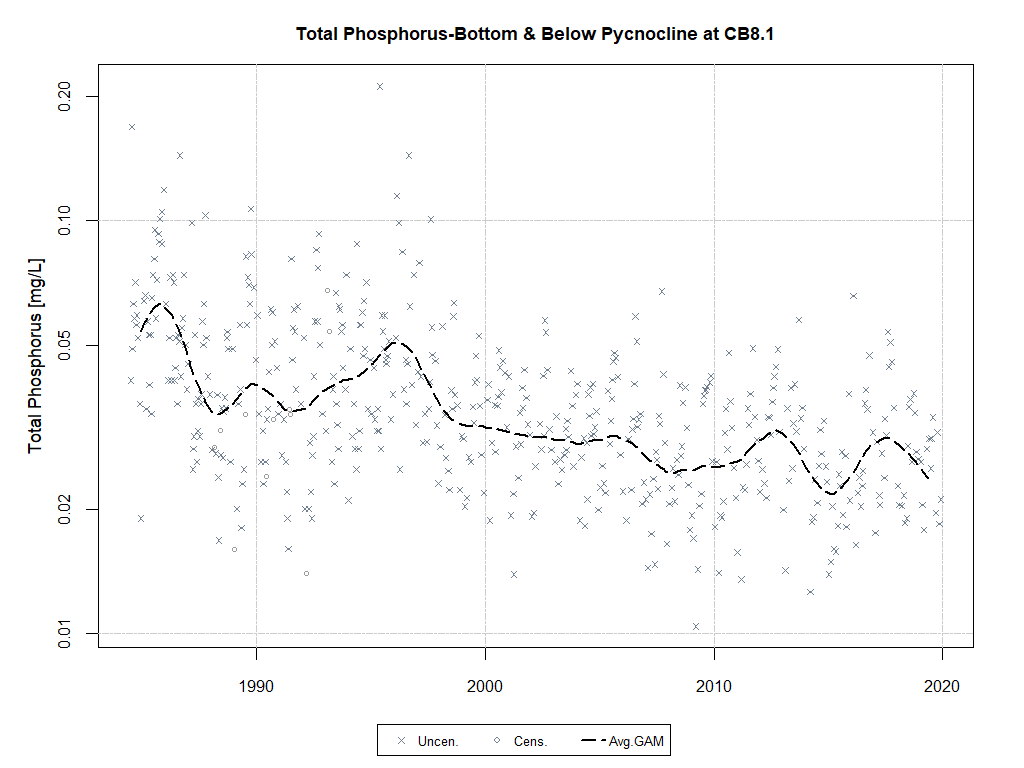 Total Phosphorus-Bottom & Below Pycnocline at CB8.1
Total Phosphorus [mg/L]
0.20
0.10
0.05
0.02
0.01
1990 2000 2010 2020
Uncen. Cens. Avg.GAM